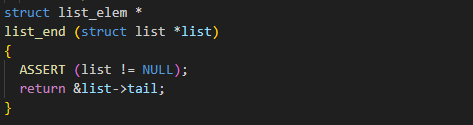 struct list_elem *
list_end (struct list *list)
{
  ASSERT (list != NULL);
  return &list->tail;
}